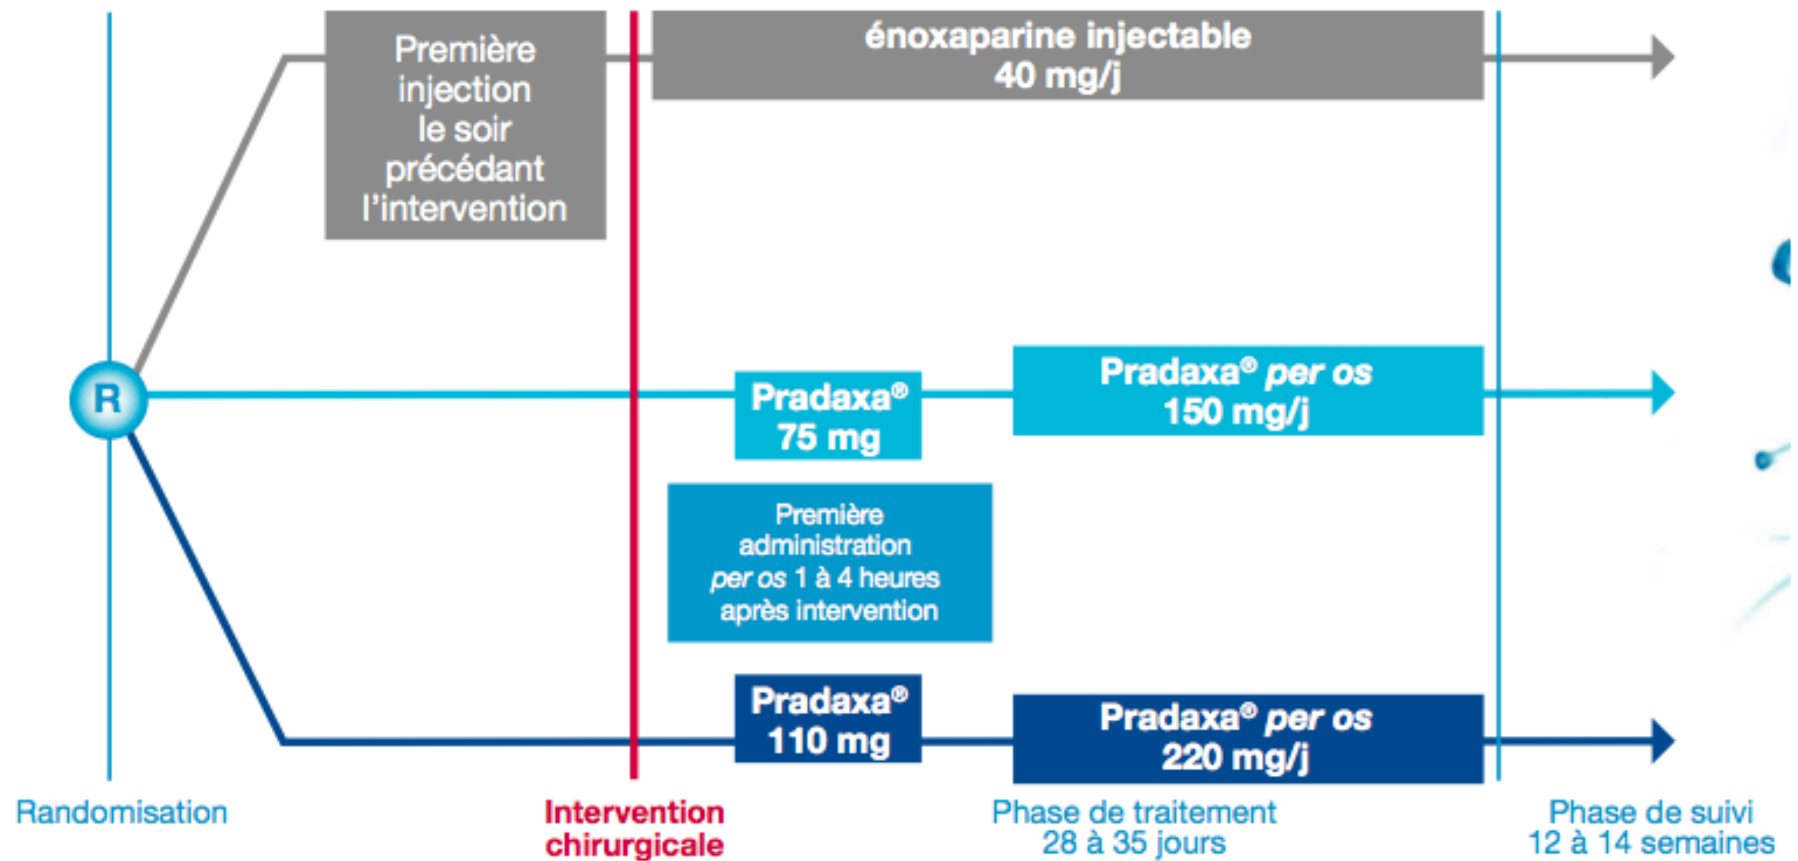 Première
injection
le soir
précédant
l'intervention
énoxaparine injectable
40 mg/j
R
Pradaxa®
75 mg
Pradaxa® per os
150 mg/j
Première
administration
per os 1 à 4 heures
après intervention
Pradaxa®
110 mg
Pradaxa® per os
220 mg/j
Randomisation
Intervention
chirurgicale
Phase de traitement
28 à 35 jours
Phase de suivi
12 à 14 semaines